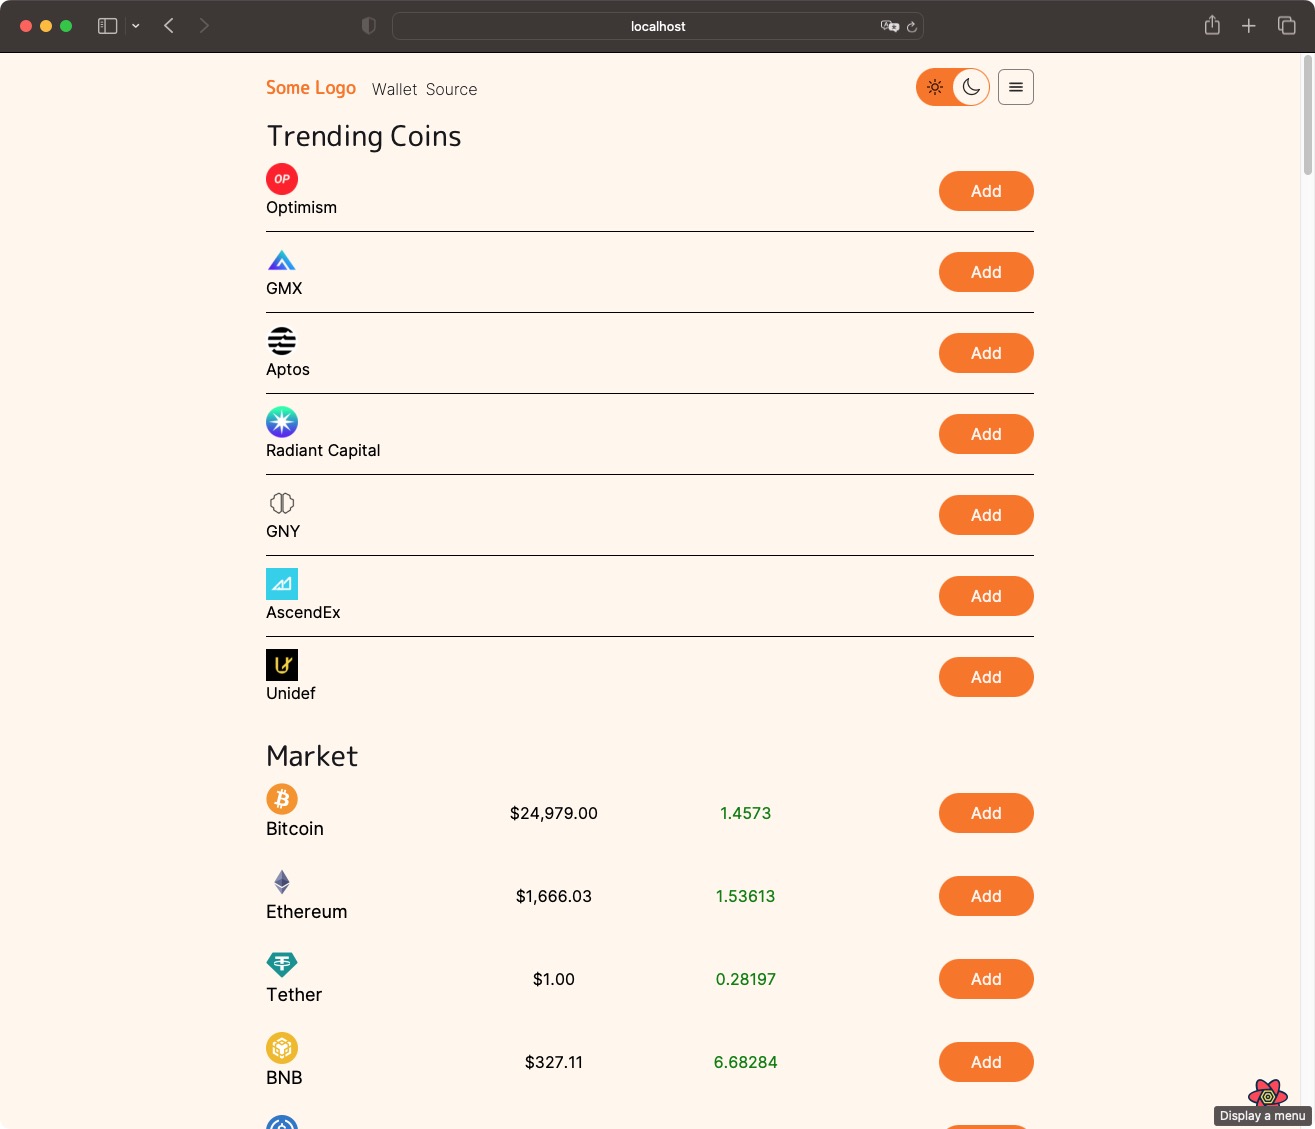 localhost
Some Logo Wallet Source
Trending Coins
OP
Optimism
Add
GMX
Add
Aptos
Add
Radiant Capital
Add
GNY
Add
AscendEx
Add
Unidef
Add
Market
Bitcoin
$24,979.00
1.4573
Add
Ethereum
$1,666.03
1.53613
Add
Tether
$1.00
0.28197
Add
BNB
$327.11
6.68284
Add
Display a menu